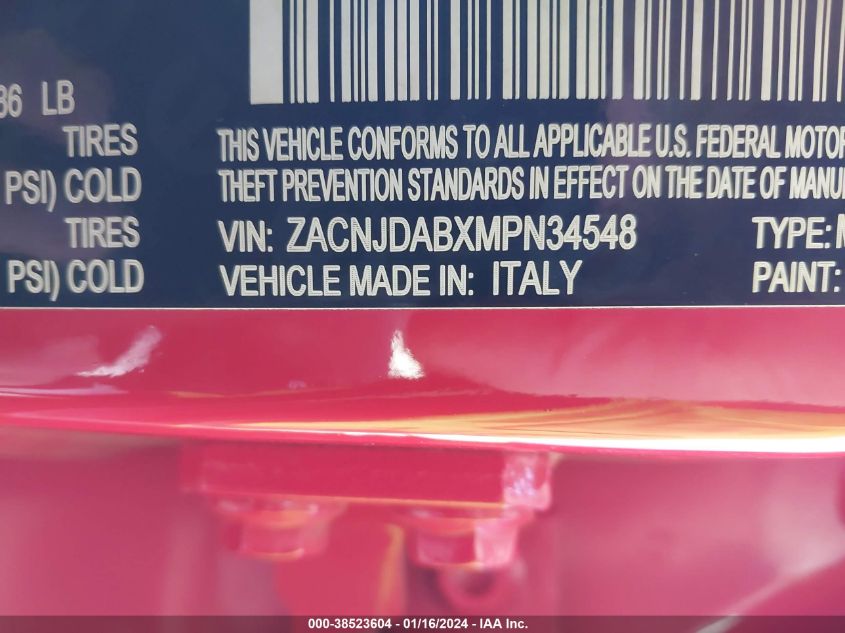 36 LB
TIRES THIS VEHICLE CONFORMS TO ALL APPLICABLE U.S. FEDERAL MOTOR
PSI) COLD THEFT PREVENTION STANDARDS IN EFFECT ON THE DATE OF MANU
TIRES VIN: ZACNJDABXMPN34548 TYPE: M
PSI) COLD VEHICLE MADE IN: ITALY PAINT:
000-38523604 - 01/16/2024 - IAA Inc.